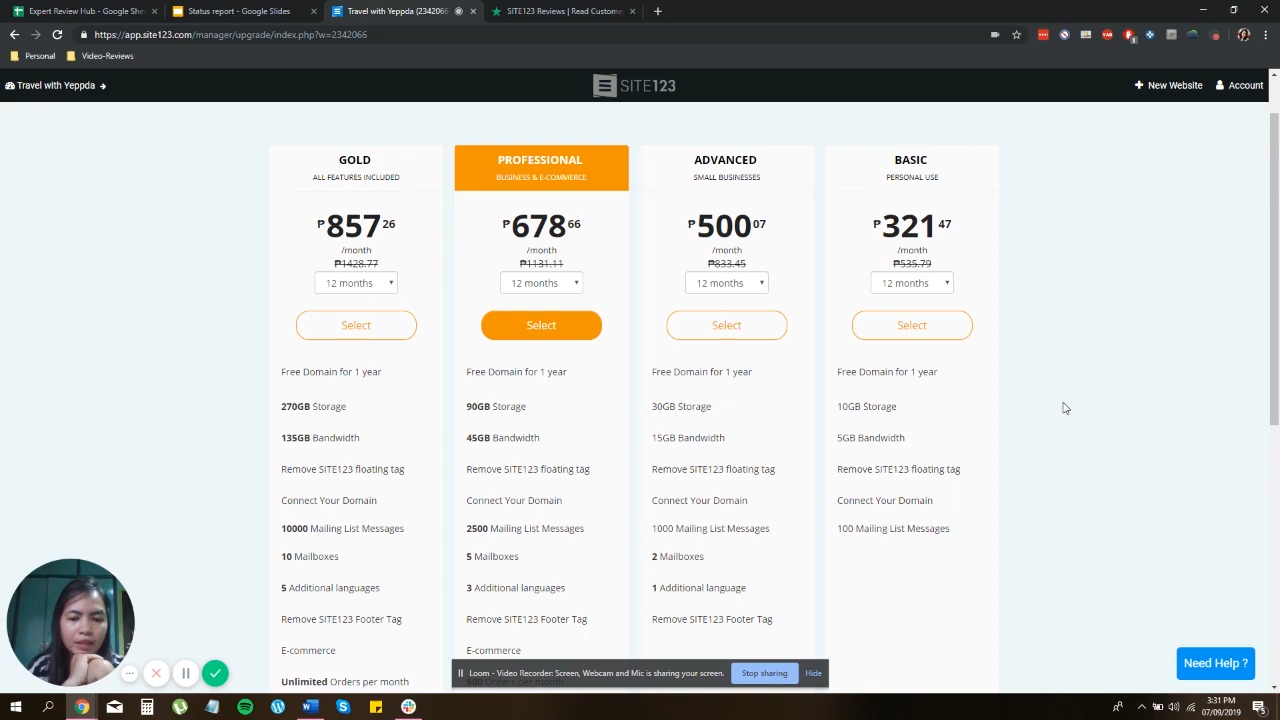 Expert Review Hub - Google She
Status report - Google Slides
Travel with Yeppda (2342066
SITE123 Reviews | Read Custome
https://app.site123.com/manager/upgrade/index.php?w=2342066
Personal
Video-Reviews
Travel with Yeppda
SITE123
New Website
Account
GOLD
ALL FEATURES INCLUDED
₱857 26
/month
₱1428.77
12 months
Select
Free Domain for 1 year
270GB Storage
135GB Bandwidth
Remove SITE123 floating tag
Connect Your Domain
10000 Mailing List Messages
10 Mailboxes
5 Additional languages
Remove SITE123 Footer Tag
E-commerce
Unlimited Orders per month
PROFESSIONAL
BUSINESS & E-COMMERCE
₱678 66
/month
₱1131.11
12 months
Select
Free Domain for 1 year
90GB Storage
45GB Bandwidth
Remove SITE123 floating tag
Connect Your Domain
2500 Mailing List Messages
5 Mailboxes
3 Additional languages
Remove SITE123 Footer Tag
E-commerce
500 Orders per month
ADVANCED
SMALL BUSINESSES
₱500 07
/month
₱833.45
12 months
Select
Free Domain for 1 year
30GB Storage
15GB Bandwidth
Remove SITE123 floating tag
Connect Your Domain
1000 Mailing List Messages
2 Mailboxes
1 Additional language
Remove SITE123 Footer Tag
BASIC
PERSONAL USE
₱321 47
/month
₱535.79
12 months
Select
Free Domain for 1 year
10GB Storage
5GB Bandwidth
Remove SITE123 floating tag
Connect Your Domain
100 Mailing List Messages
Loom - Video Recorder: Screen, Webcam and Mic is sharing your screen.
Stop sharing
Hide
Need Help ?
3:31 PM
07/09/2019